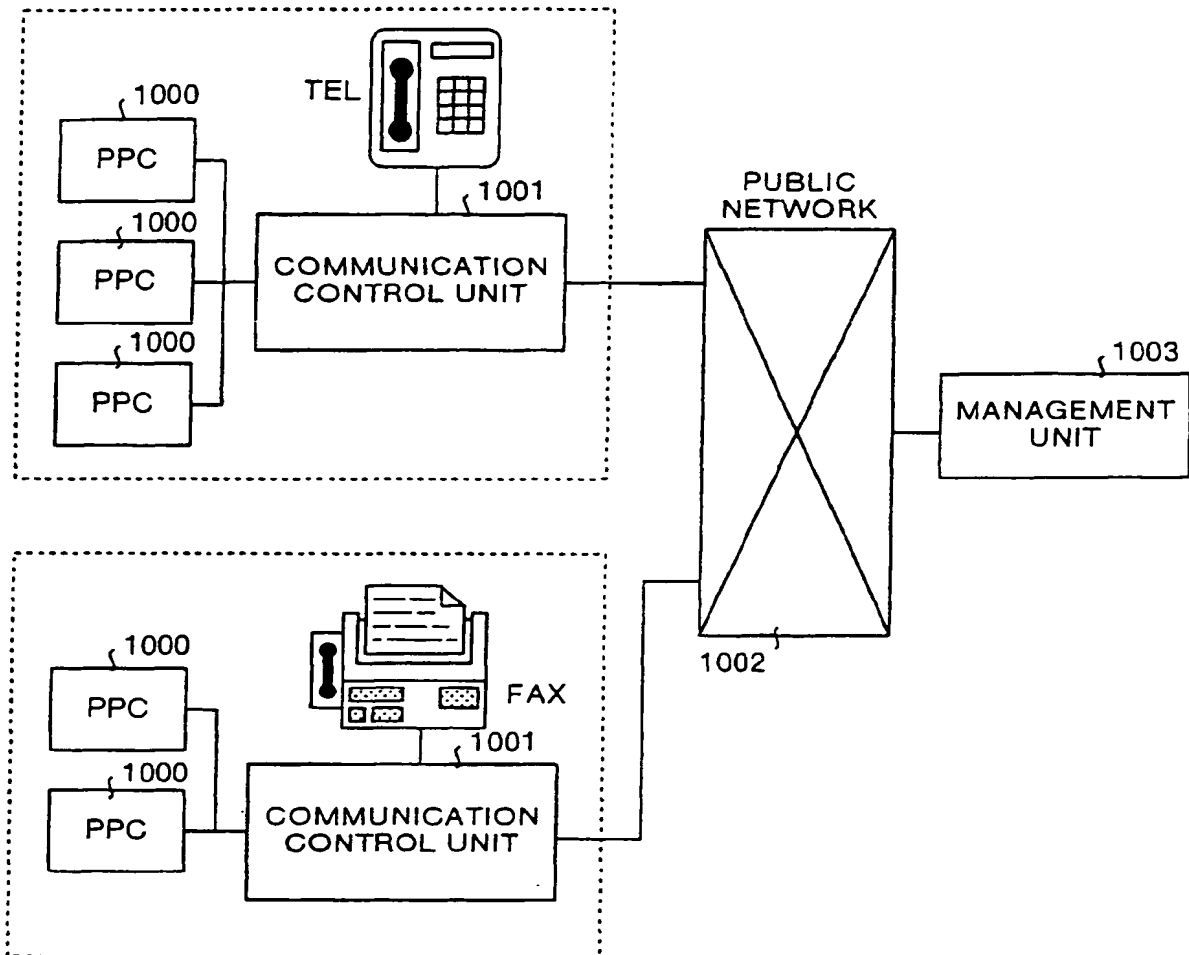 TEL
1000
PPC
1000
PPC
1000
PPC
1001
COMMUNICATION
CONTROL UNIT
PUBLIC
NETWORK
1002
1003
MANAGEMENT
UNIT
FAX
1000
PPC
1000
PPC
1001
COMMUNICATION
CONTROL UNIT